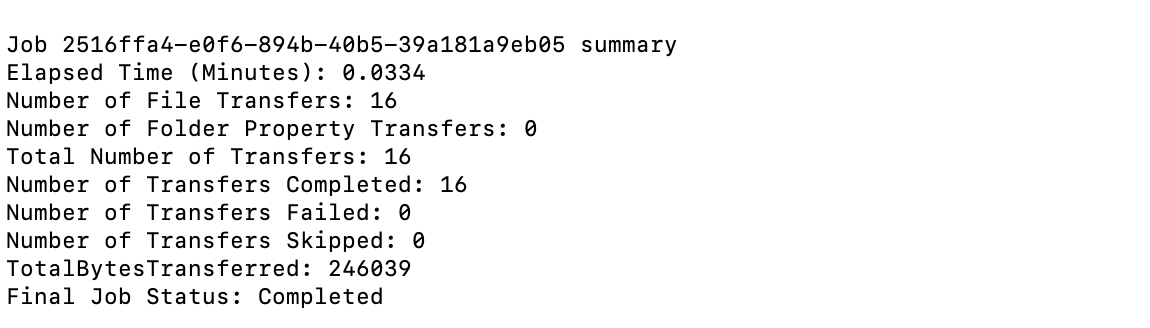 Job 2516ffa4-e0f6-894b-40b5-39a181a9eb05 summary
Elapsed Time (Minutes): 0.0334
Number of File Transfers: 16
Number of Folder Property Transfers: 0
Total Number of Transfers: 16
Number of Transfers Completed: 16
Number of Transfers Failed: 0
Number of Transfers Skipped: 0
TotalBytesTransferred: 246039
Final Job Status: Completed